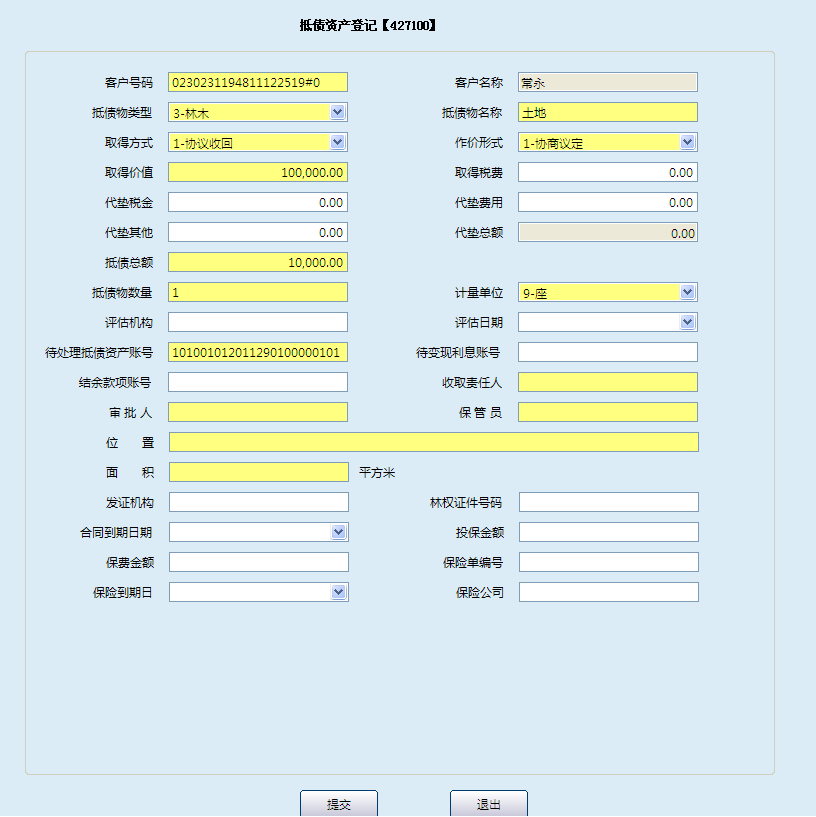 抵债资产登记【427100】
客户号码 0230231194811122519#0 客户名称 常永
抵债物类型 3-林木 抵债物名称 土地
取得方式 1-协议收回 作价形式 1-协商议定
取得价值 100,000.00 取得税费 0.00
代垫税金 0.00 代垫费用 0.00
代垫其他 0.00 代垫总额 0.00
抵债总额 10,000.00
抵债物数量 1 计量单位 9-座
评估机构 评估日期
待处理抵债资产账号 101001012011290100000101 待变现利息账号
结余款项账号 收取责任人
审 批 人 保 管 员
位 置
面 积 平方米
发证机构 林权证件号码
合同到期日期 投保金额
保费金额 保险单编号
保险到期日 保险公司
提交 退出